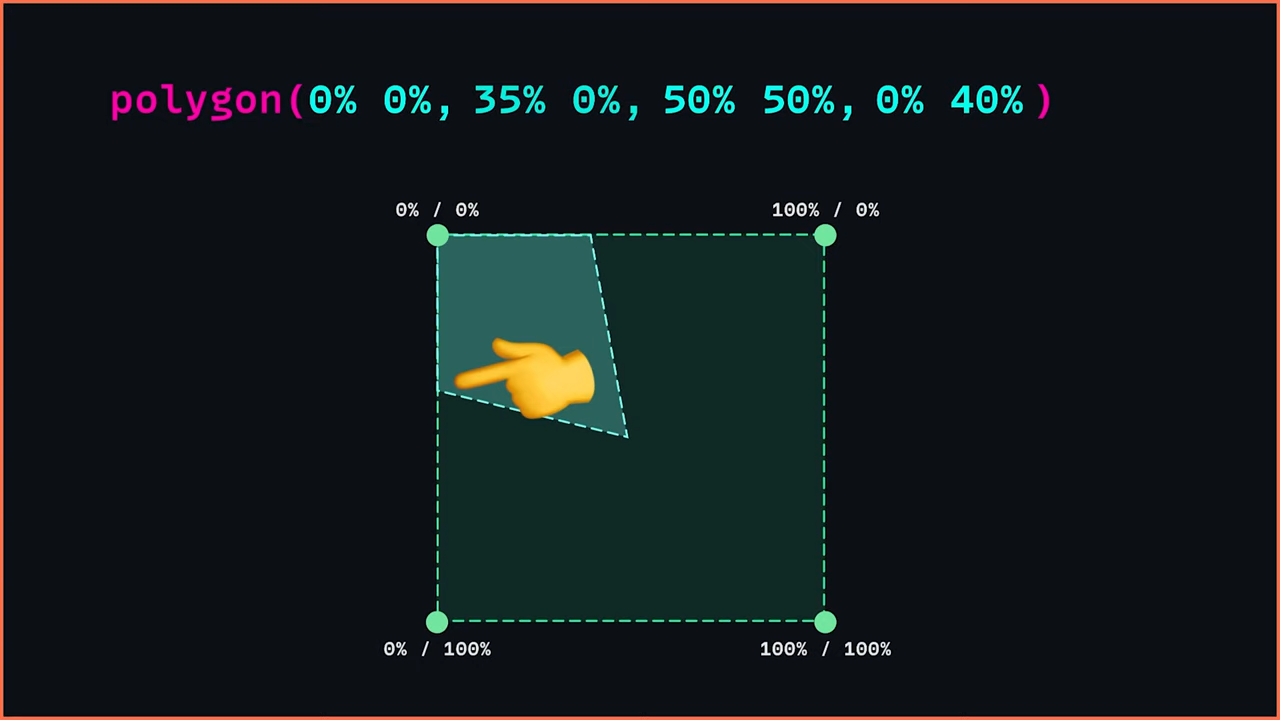 polygon(0% 0%, 35% 0%, 50% 50%, 0% 40% )
0% / 0%
100% / 0%
0% / 100%
100% / 100%